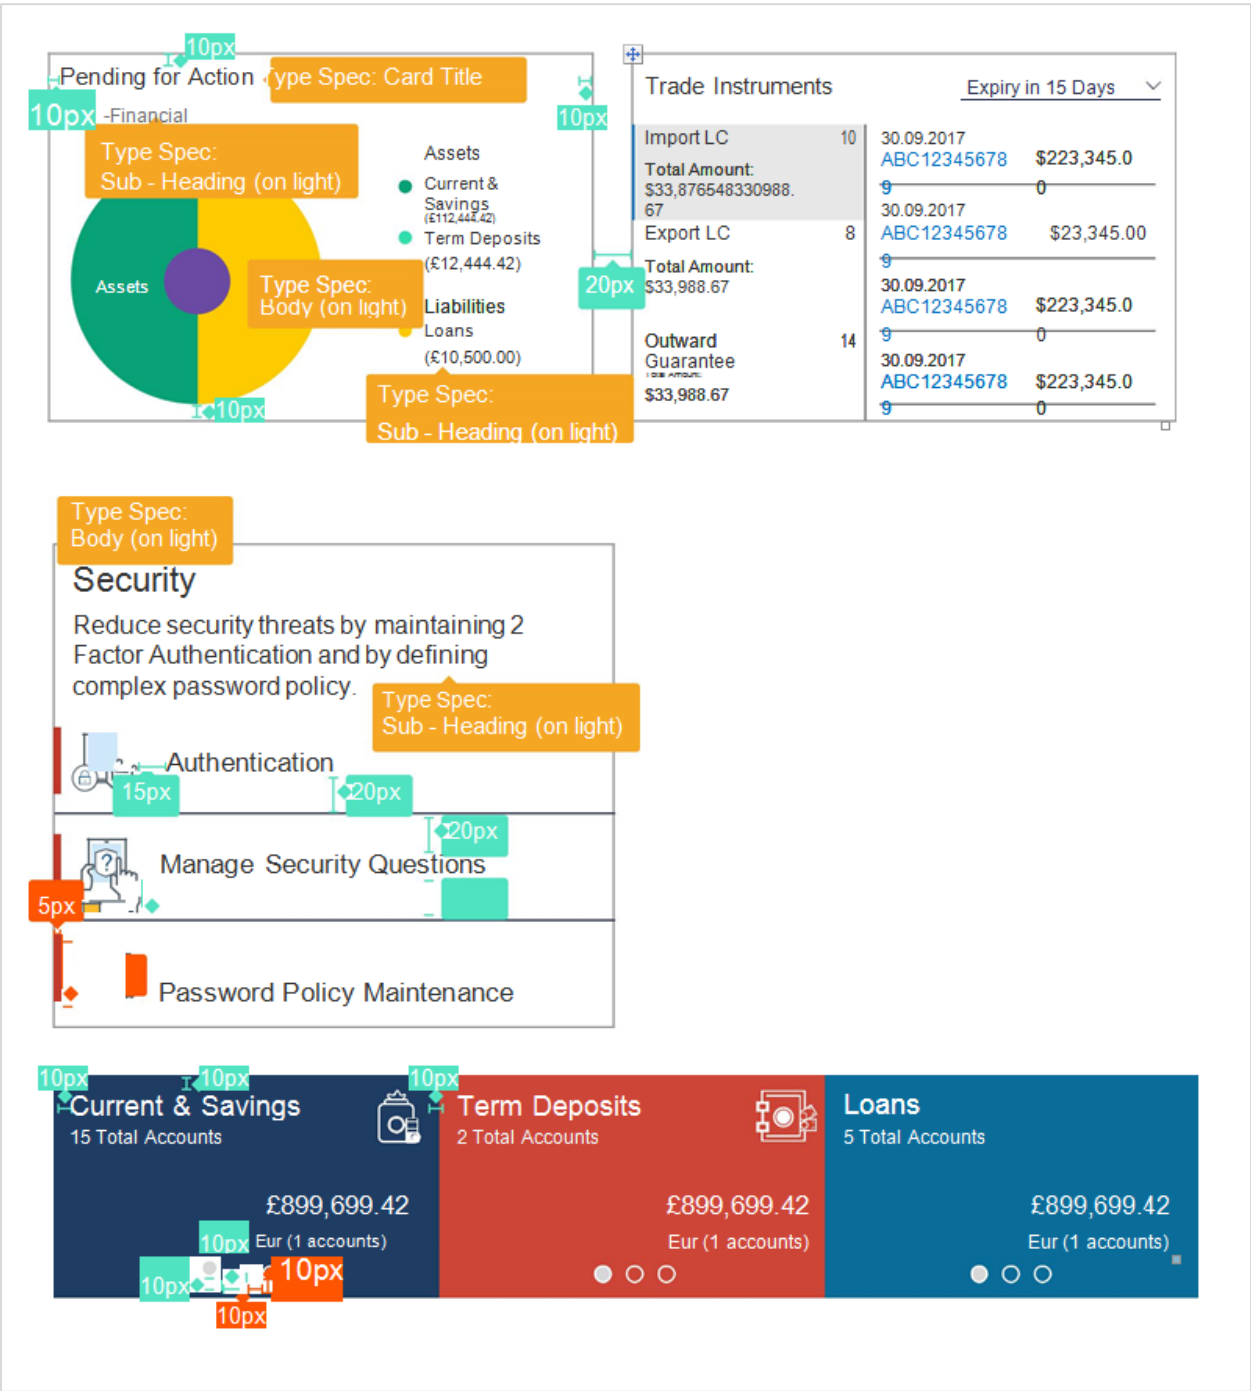 10px
Pending for Action
Type Spec: Card Title
10px
10px
-Financial
Type Spec:
Sub - Heading (on light)
Assets
Current &
Savings
(£112,444.42)
Term Deposits
(£12,444.42)
Assets
Type Spec:
Body (on light)
Liabilities
Loans
(£10,500.00)
Type Spec:
Sub - Heading (on light)
10px
20px
Trade Instruments
Expiry in 15 Days
Import LC 10
Total Amount:
$33,876548330988.
67
Export LC 8
Total Amount:
$33,988.67
Outward 14
Guarantee
Total Amount:
$33,988.67
30.09.2017
ABC12345678 $223,345.0
9 0
30.09.2017
ABC12345678 $23,345.00
9
30.09.2017
ABC12345678 $223,345.0
9 0
30.09.2017
ABC12345678 $223,345.0
9 0
Type Spec:
Body (on light)
Security
Reduce security threats by maintaining 2
Factor Authentication and by defining
complex password policy.
Type Spec:
Sub - Heading (on light)
Authentication
15px
20px
20px
Manage Security Questions
5px
Password Policy Maintenance
10px
10px
10px
Current & Savings
15 Total Accounts
£899,699.42
10px
Eur (1 accounts)
10px
10px
10px
Term Deposits
2 Total Accounts
£899,699.42
Eur (1 accounts)
Loans
5 Total Accounts
£899,699.42
Eur (1 accounts)